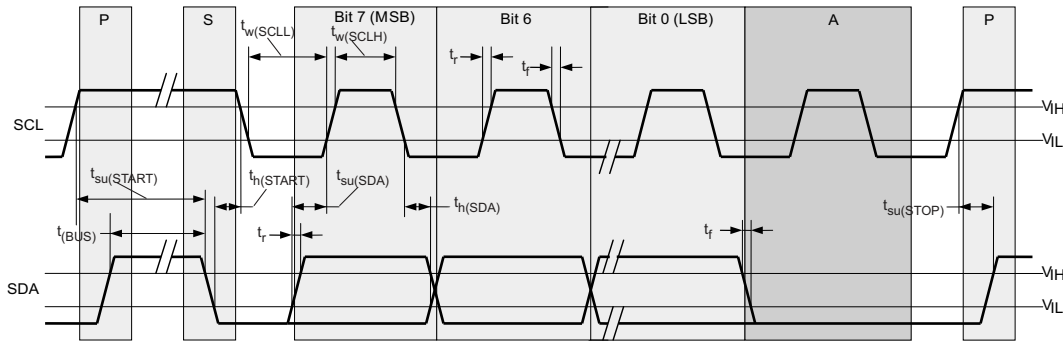 P
S
Bit 7 (MSB)
Bit 6
Bit 0 (LSB)
A
P
tw(SCLL)
tw(SCLH)
tr
tf
SCL
VIH
VIL
tsu(START)
th(START)
tsu(SDA)
th(SDA)
tsu(STOP)
t(BUS)
tr
tf
SDA
VIH
VIL